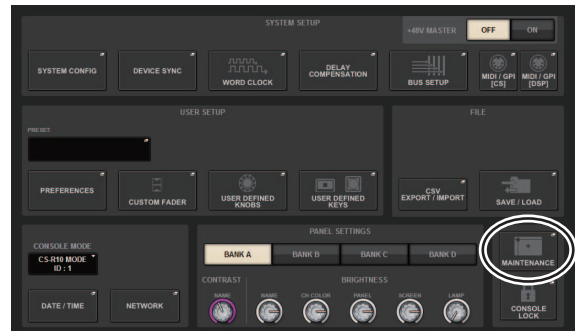 SYSTEM SETUP
+48V MASTER
OFF
ON
SYSTEM CONFIG
DEVICE SYNC
WORD CLOCK
DELAY
COMPENSATION
BUS SETUP
MIDI / GPI
[CS]
MIDI / GPI
[DSP]
USER SETUP
PRESET
PREFERENCES
CUSTOM FADER
USER DEFINED
KNOBS
USER DEFINED
KEYS
FILE
CSV
EXPORT / IMPORT
SAVE / LOAD
CONSOLE MODE
CS-R10 MODE
ID : 1
DATE / TIME
NETWORK
PANEL SETTINGS
BANK A
BANK B
BANK C
BANK D
CONTRAST
BRIGHTNESS
NAME
NAME
CH COLOR
PANEL
SCREEN
LAMP
MAINTENANCE
CONSOLE
LOCK